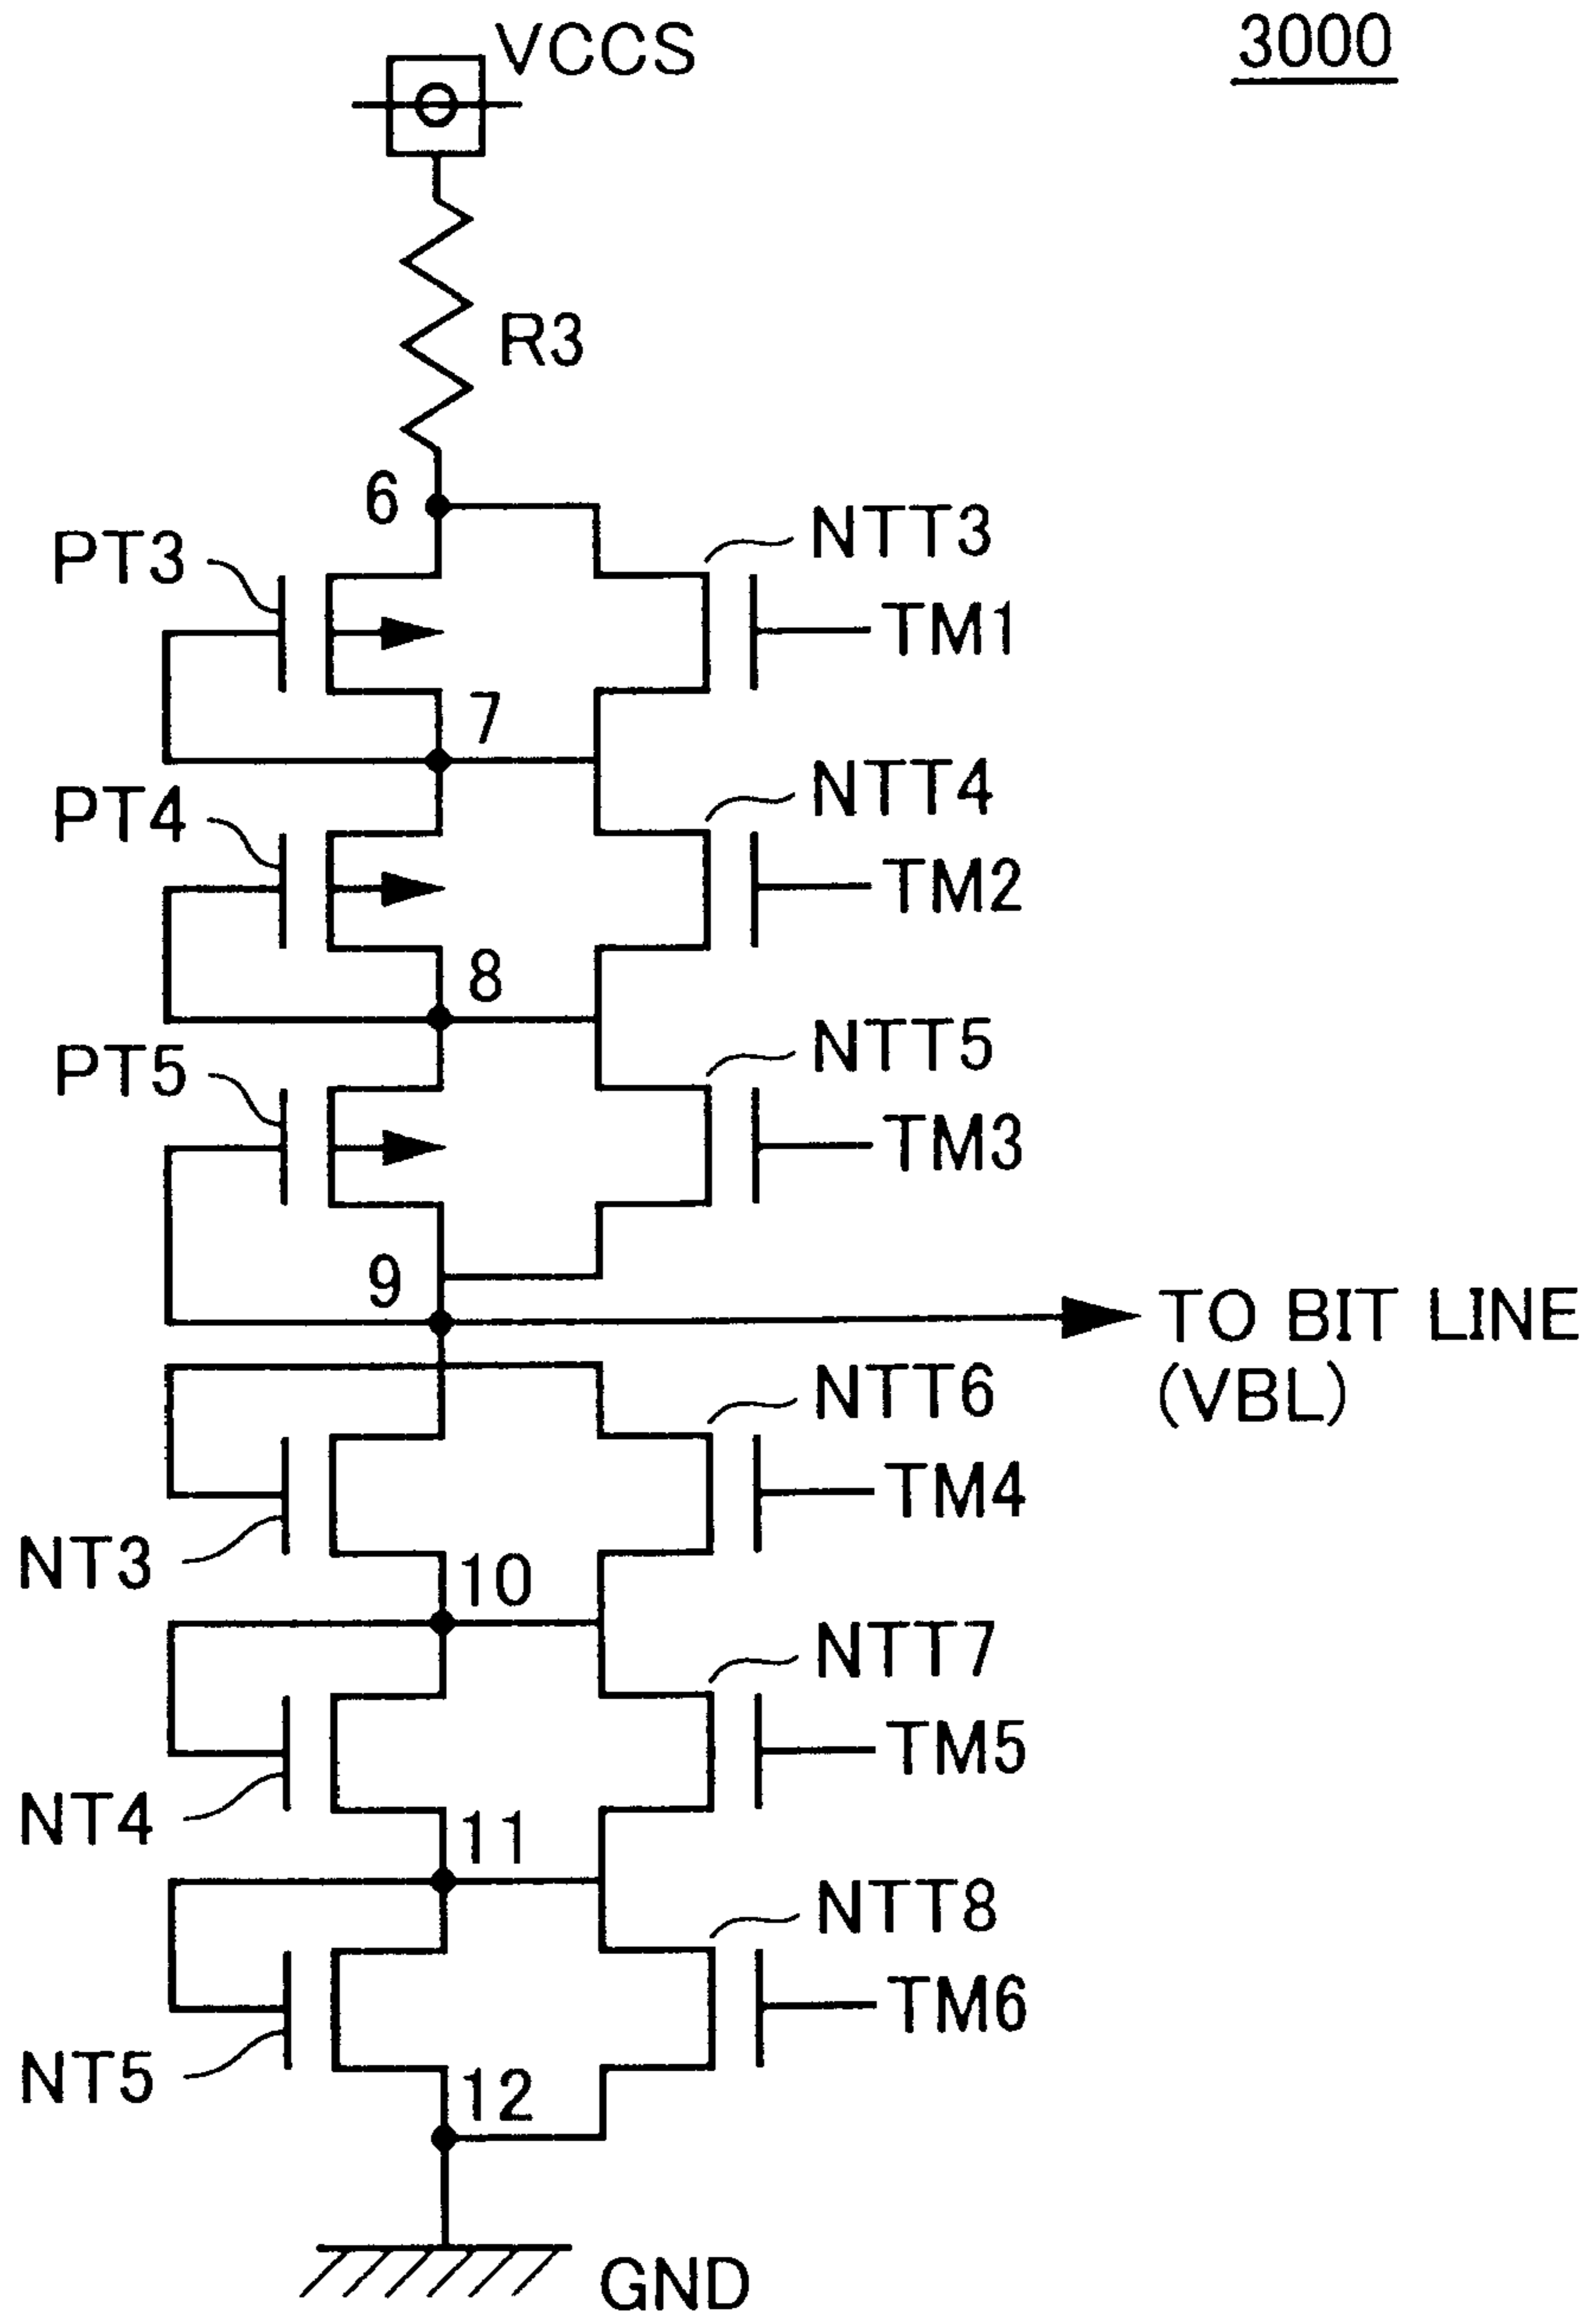 VCCS
3000
R3
6
NTT3
PT3
TM1
7
NTT4
PT4
TM2
8
NTT5
PT5
TM3
9
TO BIT LINE
(VBL)
NTT6
TM4
NT3
10
NTT7
TM5
NT4
11
NTT8
TM6
NT5
12
GND